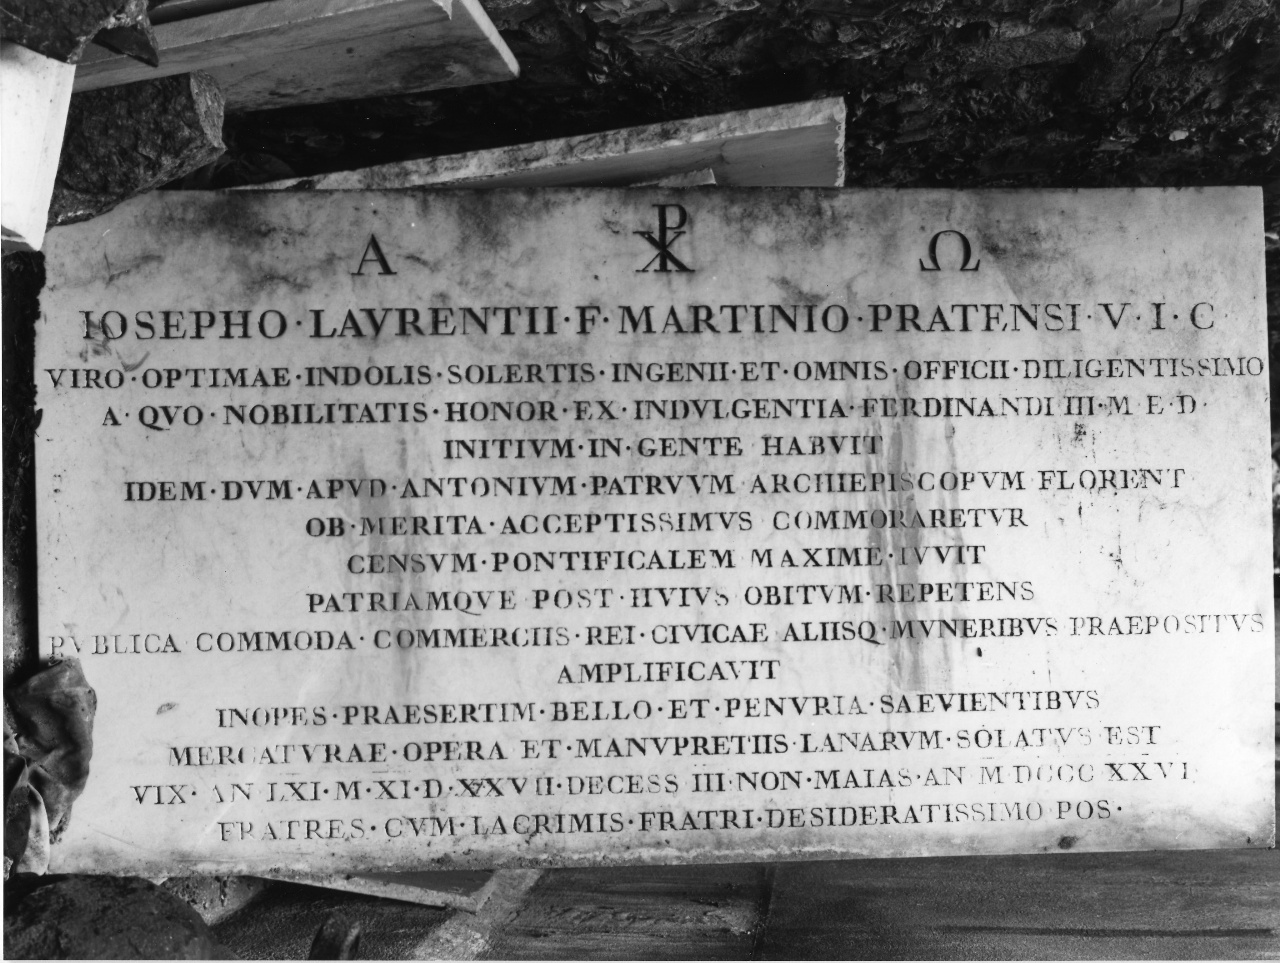 Α ☧ Ω
IOSEPHO·LAVRENTII·F·MARTINIO·PRATENSI·V·I·C
VIRO·OPTIMAE·INDOLIS·SOLERTIS·INGENII·ET·OMNIS·OFFICII·DILIGENTISSIMO
A·QVO·NOBILITATIS·HONOR·EX·INDVLGENTIA·FERDINANDI III·M·E·D·
INITIVM·IN·GENTE HABVIT
IDEM·DVM·APVD·ANTONIVM·PATRVVM ARCHIEPISCOPVM FLORENT
OB·MERITA·ACCEPTISSIMVS COMMORARETVR
CENSVM·PONTIFICALEM MAXIME·IVVIT
PATRIAMQVE POST·HVIVS OBITVM·REPETENS
PVBLICA COMMODA·COMMERCIIS·REI·CIVICAE ALIISQ·MVNERIBVS PRAEPOSITVS
AMPLIFICAVIT
INOPES·PRAESERTIM·BELLO·ET·PENVRIA·SAEVIENTIBVS
MERCATVRAE·OPERA ET·MANVPRETIIS·LANARVM·SOLATVS EST
VIX· AN LXI·M·XI·D·XXVII·DECESS III·NON·MAIAS·AN M DCCC XXVI
FRATRES·CVM·LACRIMIS·FRATRI·DESIDERATISSIMO POS·